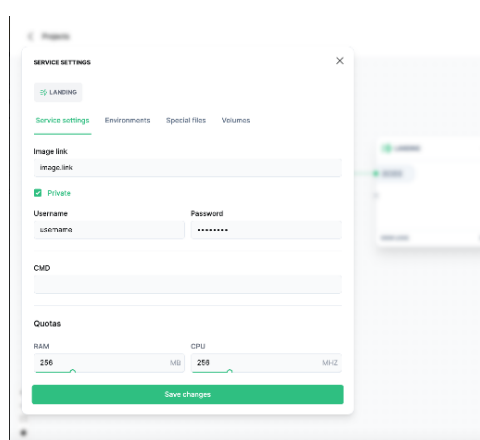 Projects
SERVICE SETTINGS
LANDING
Service settings Environments Special files Volumes
Image link
image.link
Private
Username Password
username ••••••••
CMD
Quotas
RAM CPU
256 MB 256 MHZ
Save changes
LANDING